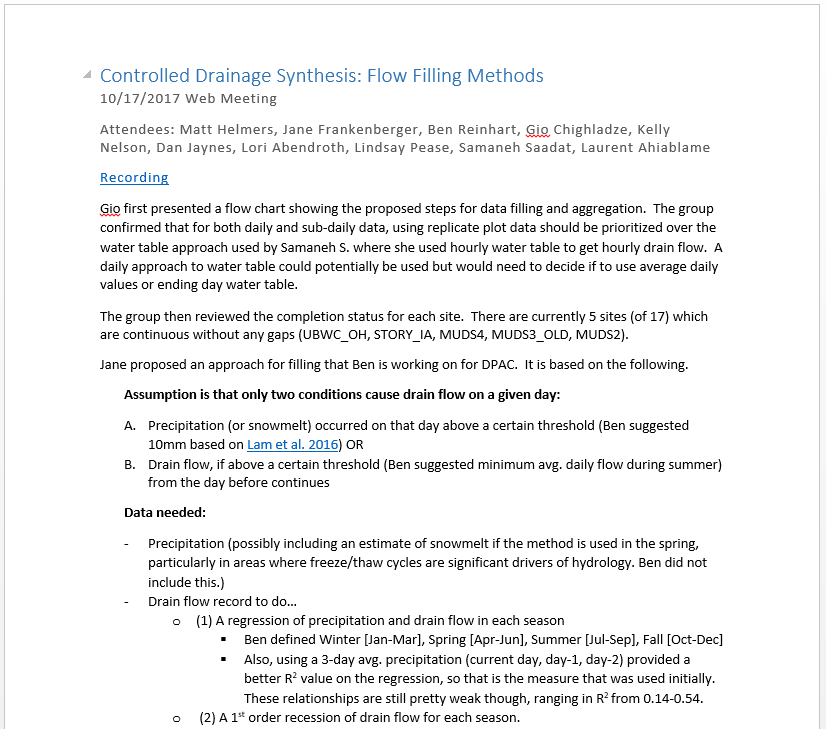 Controlled Drainage Synthesis: Flow Filling Methods
10/17/2017 Web Meeting
Attendees: Matt Helmers, Jane Frankenberger, Ben Reinhart, Gio Chighladze, Kelly
Nelson, Dan Jaynes, Lori Abendroth, Lindsay Pease, Samaneh Saadat, Laurent Ahiablame
Recording
Gio first presented a flow chart showing the proposed steps for data filling and aggregation.  The group
confirmed that for both daily and sub-daily data, using replicate plot data should be prioritized over the
water table approach used by Samaneh S. where she used hourly water table to get hourly drain flow.  A
daily approach to water table could potentially be used but would need to decide if to use average daily
values or ending day water table.
The group then reviewed the completion status for each site.  There are currently 5 sites (of 17) which
are continuous without any gaps (UBWC_OH, STORY_IA, MUDS4, MUDS3_OLD, MUDS2).
Jane proposed an approach for filling that Ben is working on for DPAC.  It is based on the following.
Assumption is that only two conditions cause drain flow on a given day:
A. Precipitation (or snowmelt) occurred on that day above a certain threshold (Ben suggested
10mm based on Lam et al. 2016) OR
B. Drain flow, if above a certain threshold (Ben suggested minimum avg. daily flow during summer)
from the day before continues
Data needed:
- Precipitation (possibly including an estimate of snowmelt if the method is used in the spring,
particularly in areas where freeze/thaw cycles are significant drivers of hydrology. Ben did not
include this.)
- Drain flow record to do…
o (1) A regression of precipitation and drain flow in each season
▪ Ben defined Winter [Jan-Mar], Spring [Apr-Jun], Summer [Jul-Sep], Fall [Oct-Dec]
▪ Also, using a 3-day avg. precipitation (current day, day-1, day-2) provided a
better R² value on the regression, so that is the measure that was used initially.
These relationships are still pretty weak though, ranging in R² from 0.14-0.54.
o (2) A 1st order recession of drain flow for each season.